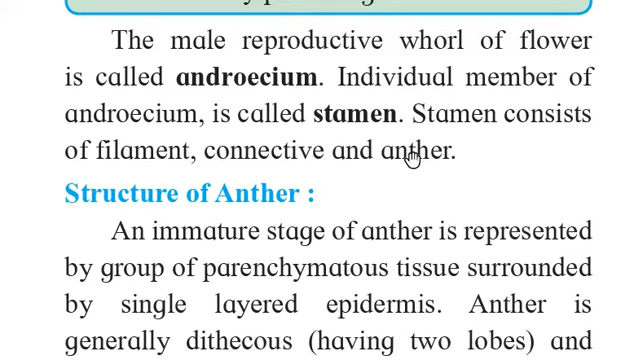 The male reproductive whorl of flower
is called androecium. Individual member of
androecium, is called stamen. Stamen consists
of filament, connective and anther.
Structure of Anther :
An immature stage of anther is represented
by group of parenchymatous tissue surrounded
by single layered epidermis. Anther is
generally dithecous (having two lobes) and